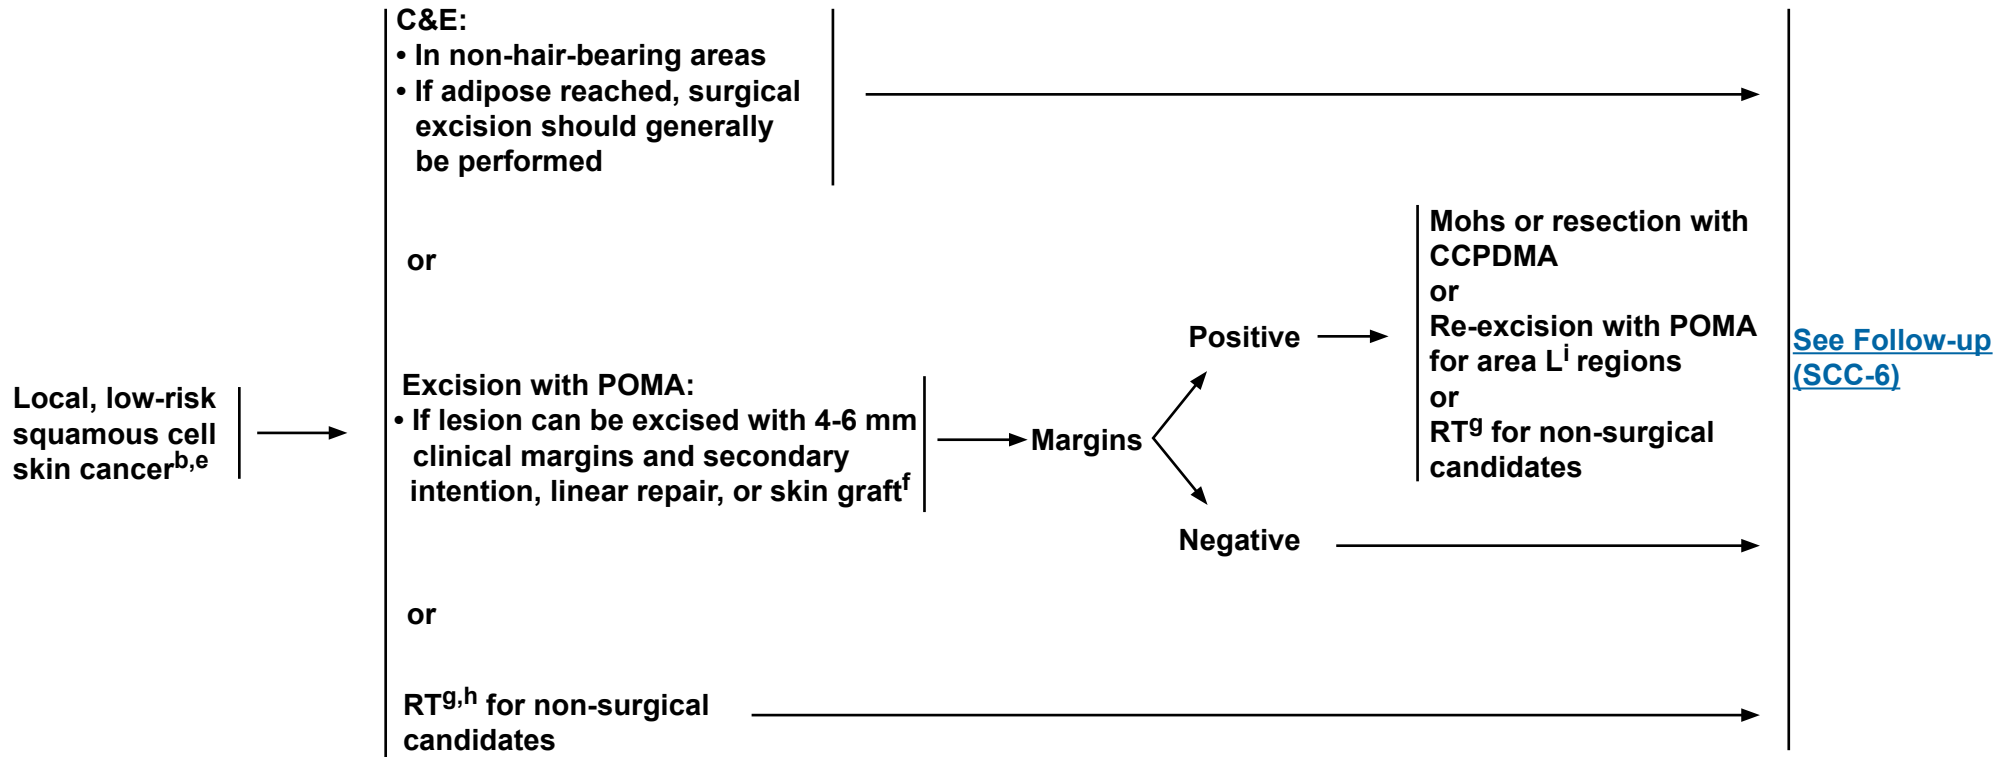 C&E:
• In non-hair-bearing areas
• If adipose reached, surgical
excision should generally
be performed
or
Local, low-risk
squamous cell
skin cancerb,e
Excision with POMA:
• If lesion can be excised with 4-6 mm
clinical margins and secondary
intention, linear repair, or skin graftf
Margins
Positive
Negative
Mohs or resection with
CCPDMA
or
Re-excision with POMA
for area Li regions
or
RTg for non-surgical
candidates
See Follow-up
(SCC-6)
or
RTg,h for non-surgical
candidates